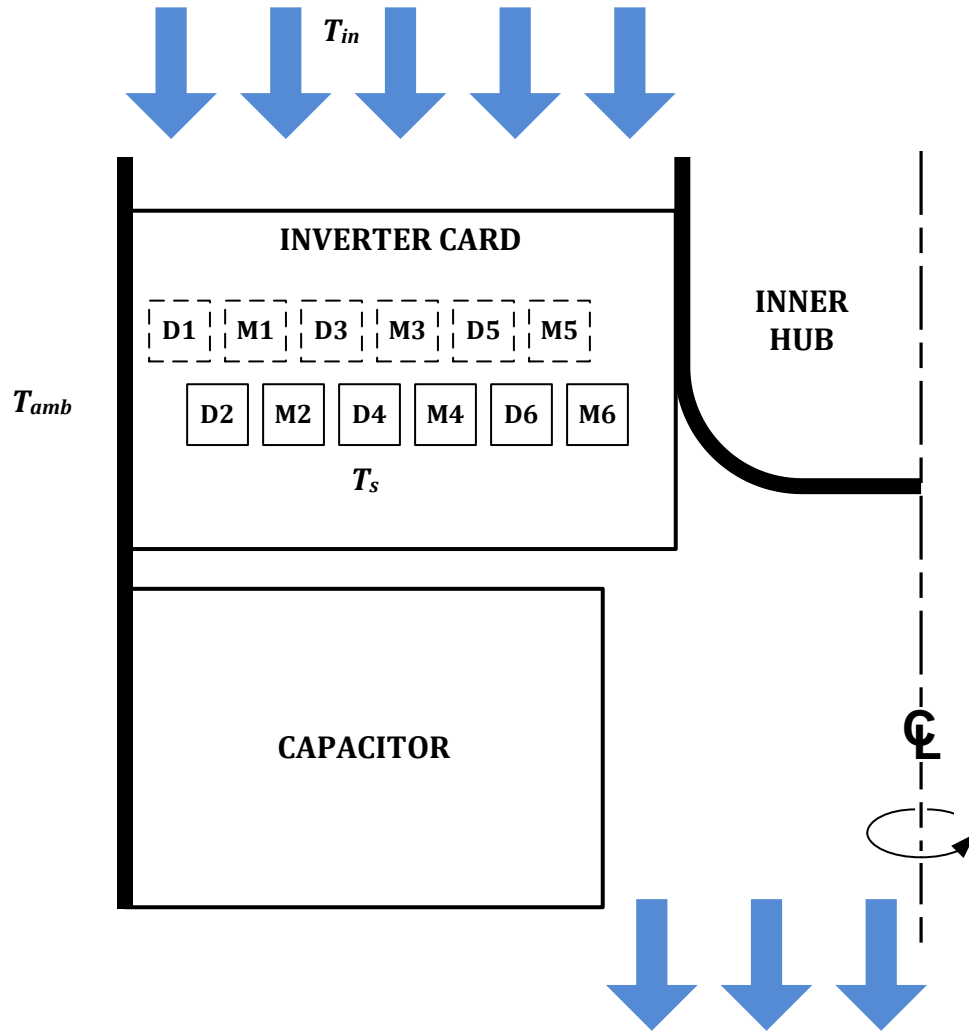 T_in
INVERTER CARD
INNER
HUB
D1 M1 D3 M3 D5 M5
T_amb
D2 M2 D4 M4 D6 M6
T_s
CAPACITOR
℄